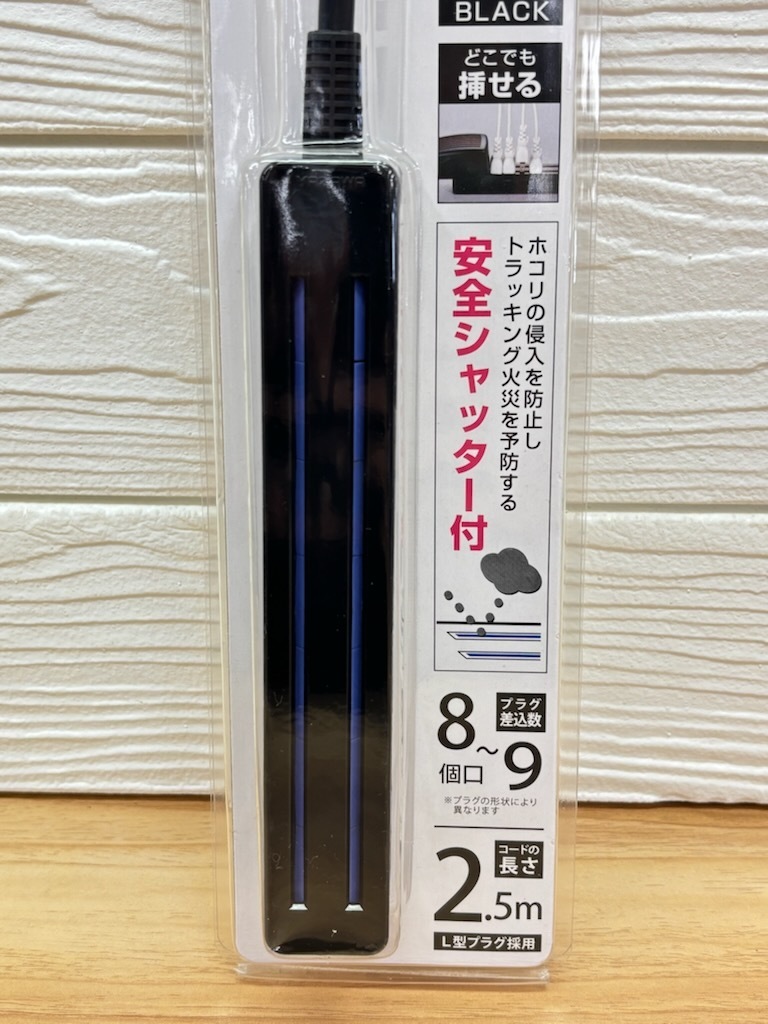 BLACK
どこでも
挿せる
ホコリの侵入を防止し
トラッキング火災を予防する
安全シャッター付
プラグ
差込数
8~9
個口
※プラグの形状により
異なります
コードの
長さ
2.5m
L型プラグ採用